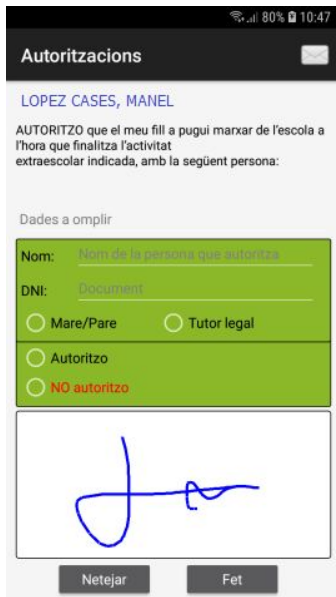 80% 10:47
Autoritzacions
LOPEZ CASES, MANEL
AUTORITZO que el meu fill a pugui marxar de l'escola a
l'hora que finalitza l'activitat
extraescolar indicada, amb la següent persona:
Dades a omplir
Nom: Nom de la persona que autoritza
DNI: Document
Mare/Pare Tutor legal
Autoritzo
NO autoritzo
Netejar Fet